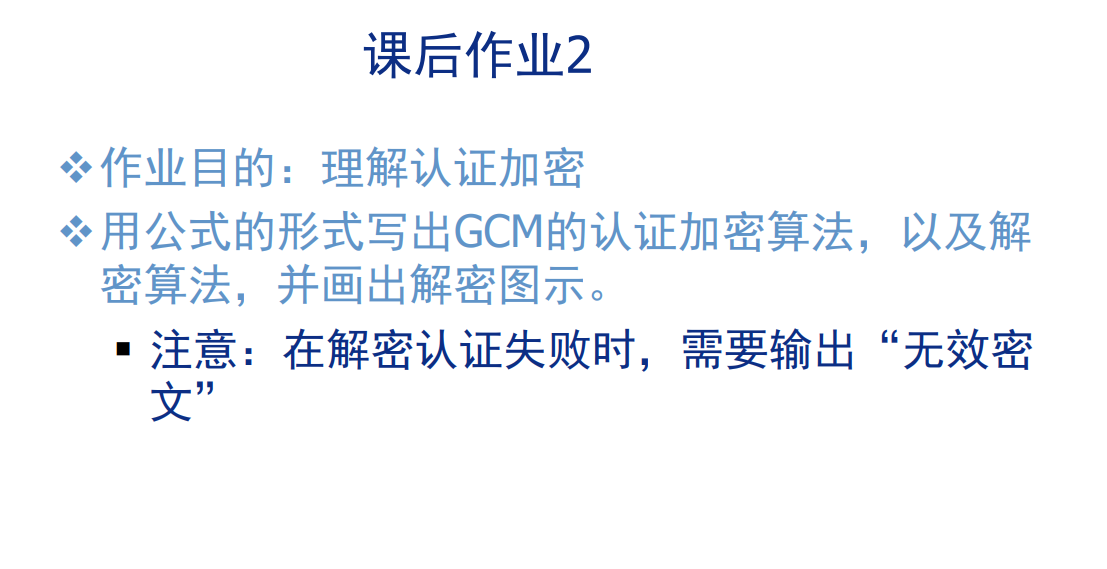 课后作业2
作业目的：理解认证加密
用公式的形式写出GCM的认证加密算法，以及解
密算法，并画出解密图示。
注意：在解密认证失败时，需要输出“无效密
文”